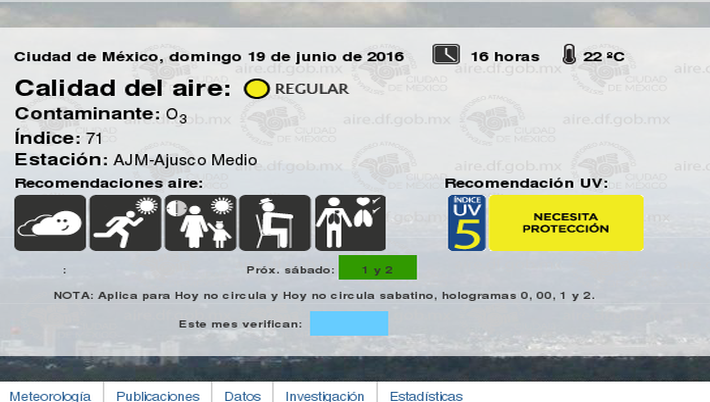 Ciudad de México, domingo 19 de junio de 2016 16 horas 22 ºC
Calidad del aire: REGULAR
Contaminante: O3
Índice: 71
Estación: AJM-Ajusco Medio
Recomendaciones aire: Recomendación UV:
ÍNDICE
UV
5
NECESITA
PROTECCIÓN
: Próx. sábado: 1 y 2
NOTA: Aplica para Hoy no circula y Hoy no circula sabatino, hologramas 0, 00, 1 y 2.
Este mes verifican:
Meteorología Publicaciones Datos Investigación Estadísticas
aire.df.gob.mx
CIUDAD
DE MÉXICO